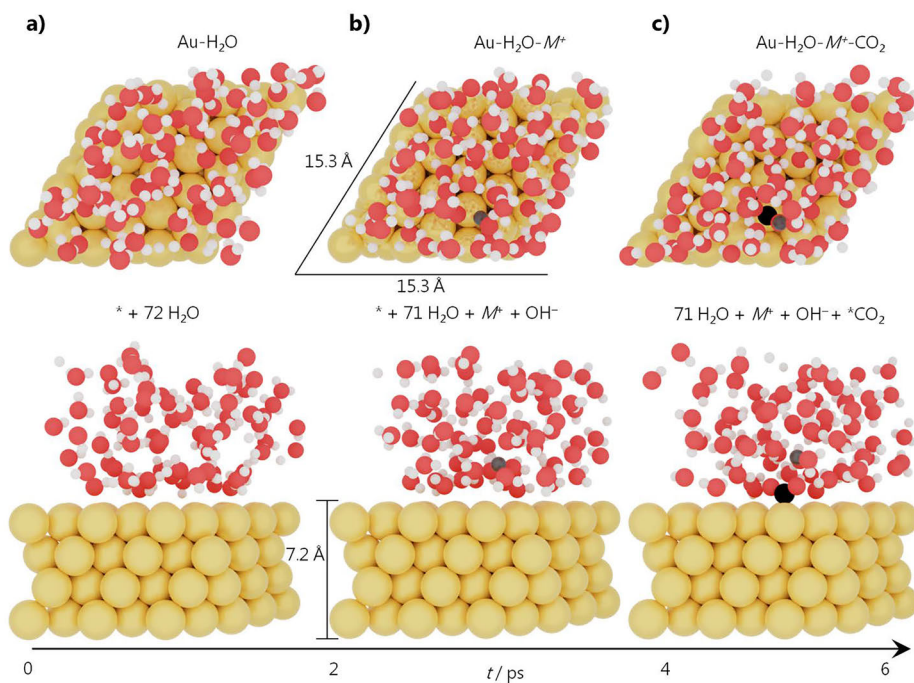 a) b) c)
Au-H₂O Au-H₂O-M⁺ Au-H₂O-M⁺-CO₂
15.3 Å
15.3 Å
* + 72 H₂O * + 71 H₂O + M⁺ + OH⁻ 71 H₂O + M⁺ + OH⁻ + *CO₂
7.2 Å
0 2 4 6
t / ps